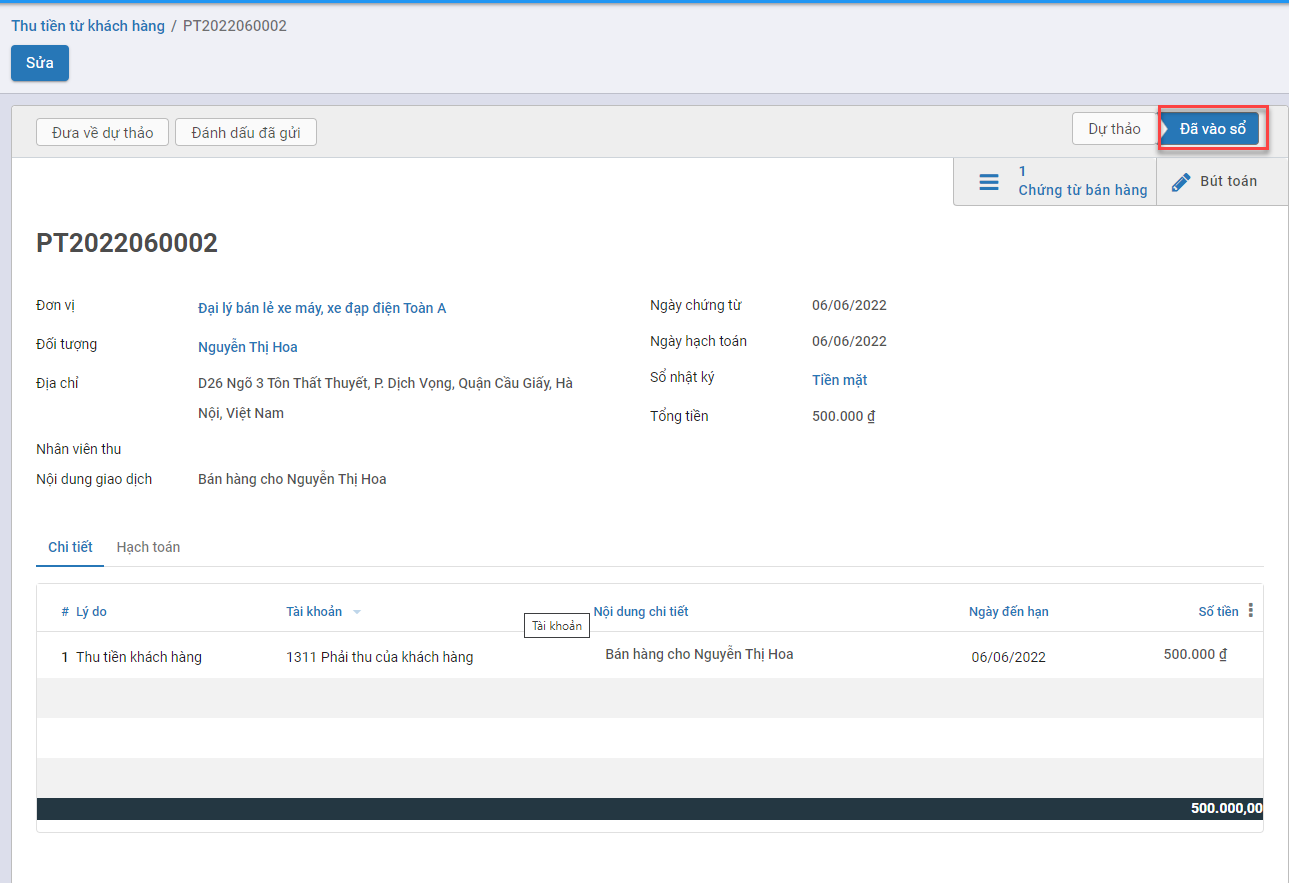 Thu tiền từ khách hàng / PT2022060002
Sửa
Đưa về dự thảo Đánh dấu đã gửi Dự thảo Đã vào sổ
1
Chứng từ bán hàng
Bút toán
PT2022060002
Đơn vị Đại lý bán lẻ xe máy, xe đạp điện Toàn A Ngày chứng từ 06/06/2022
Đối tượng Nguyễn Thị Hoa Ngày hạch toán 06/06/2022
Địa chỉ D26 Ngõ 3 Tôn Thất Thuyết, P. Dịch Vọng, Quận Cầu Giấy, Hà Sổ nhật ký Tiền mặt
Nội, Việt Nam Tổng tiền 500.000 ₫
Nhân viên thu
Nội dung giao dịch Bán hàng cho Nguyễn Thị Hoa
Chi tiết Hạch toán
# Lý do Tài khoản Nội dung chi tiết Ngày đến hạn Số tiền
Tài khoản
1 Thu tiền khách hàng 1311 Phải thu của khách hàng Bán hàng cho Nguyễn Thị Hoa 06/06/2022 500.000 ₫
500.000,00